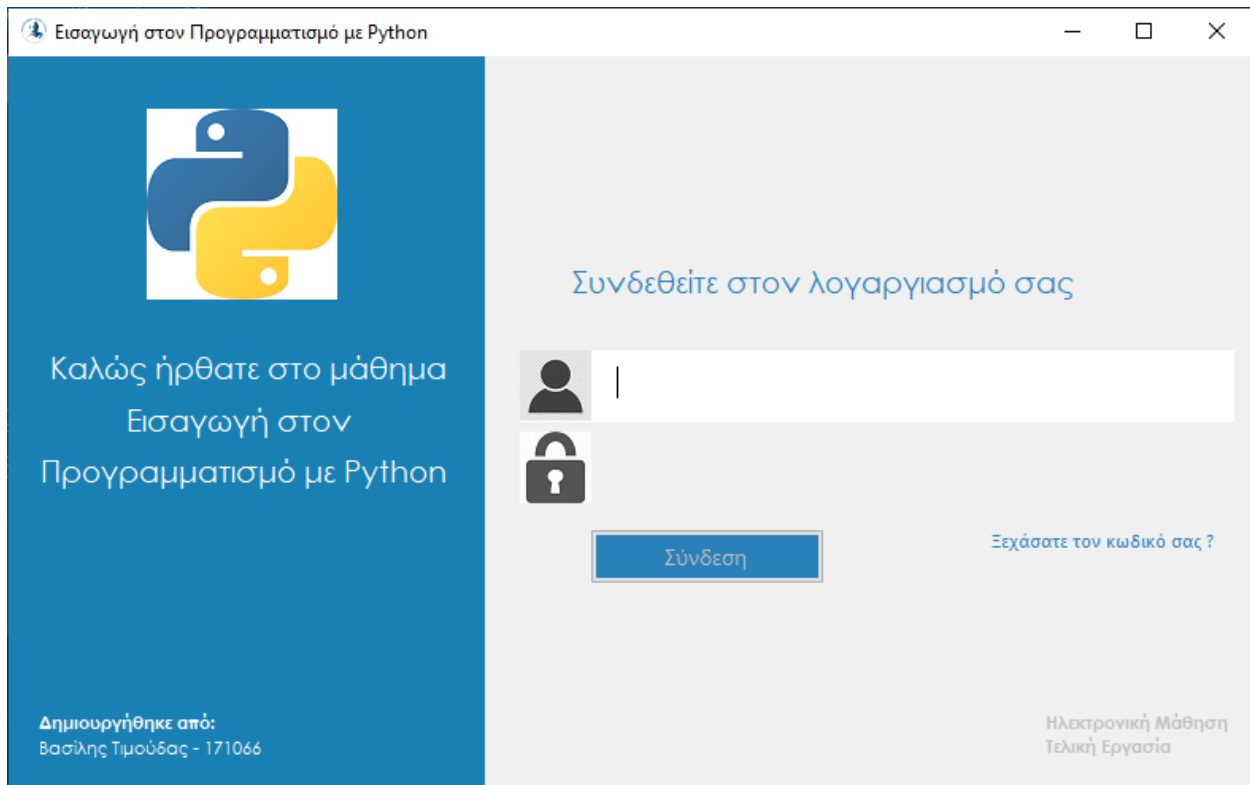 Εισαγωγή στον Προγραμματισμό με Python
Καλώς ήρθατε στο μάθημα
Εισαγωγή στον
Προγραμματισμό με Python
Δημιουργήθηκε από:
Βασίλης Τιμούδας - 171066
Συνδεθείτε στον λογαργιασμό σας
Σύνδεση
Ξεχάσατε τον κωδικό σας ?
Ηλεκτρονική Μάθηση
Τελική Εργασία